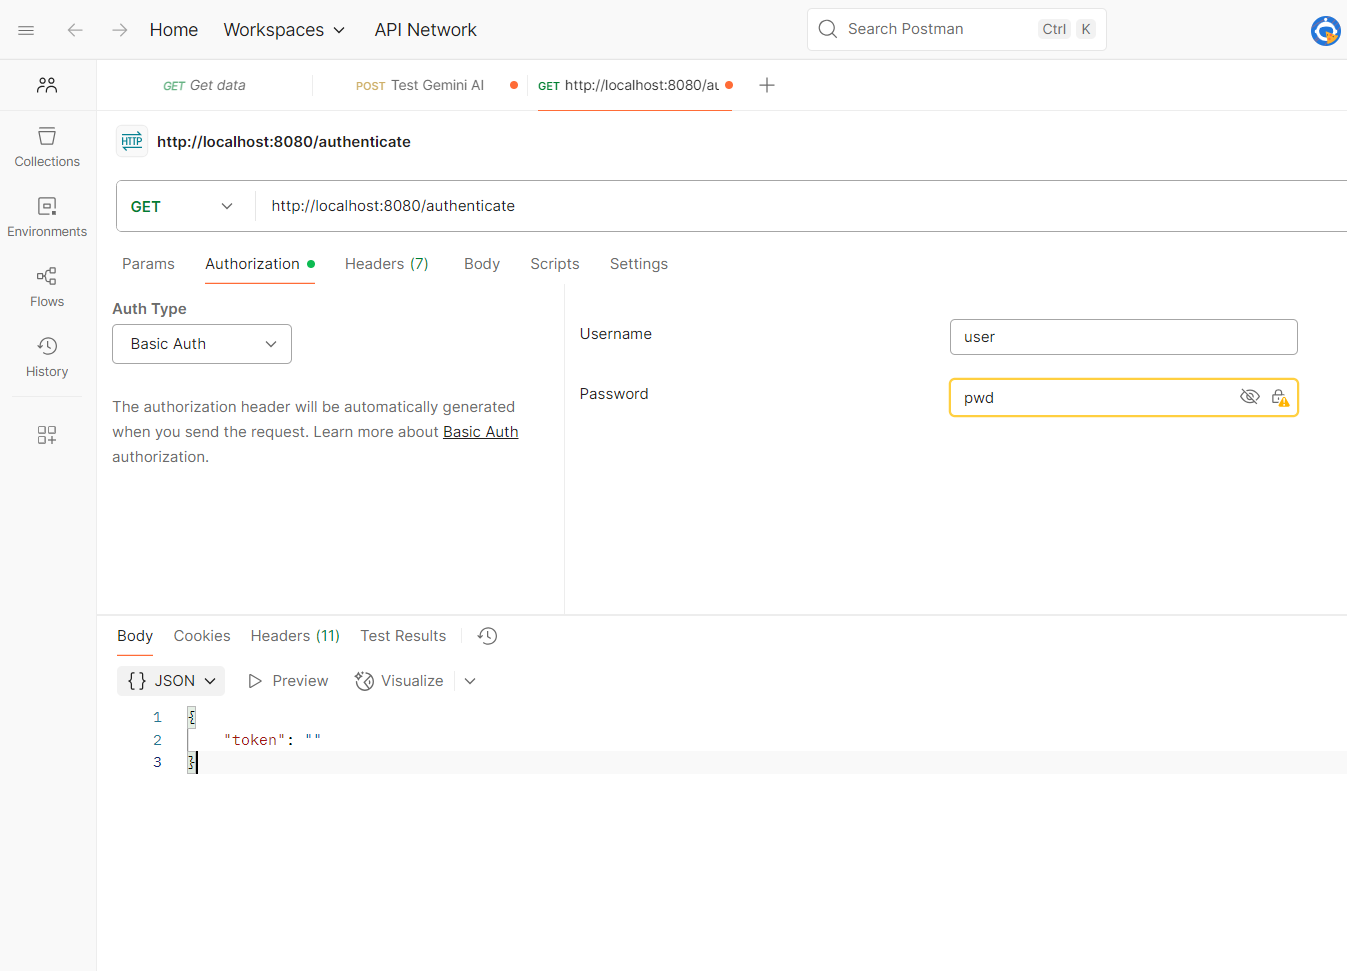 Home Workspaces API Network Search Postman Ctrl K
GET Get data POST Test Gemini AI GET http://localhost:8080/au
HTTP http://localhost:8080/authenticate
GET http://localhost:8080/authenticate
Collections
Environments
Flows
History
Params Authorization Headers (7) Body Scripts Settings
Auth Type
Basic Auth
The authorization header will be automatically generated
when you send the request. Learn more about Basic Auth
authorization.
Username user
Password pwd
Body Cookies Headers (11) Test Results
{ } JSON Preview Visualize
1 {
2 "token": ""
3 }